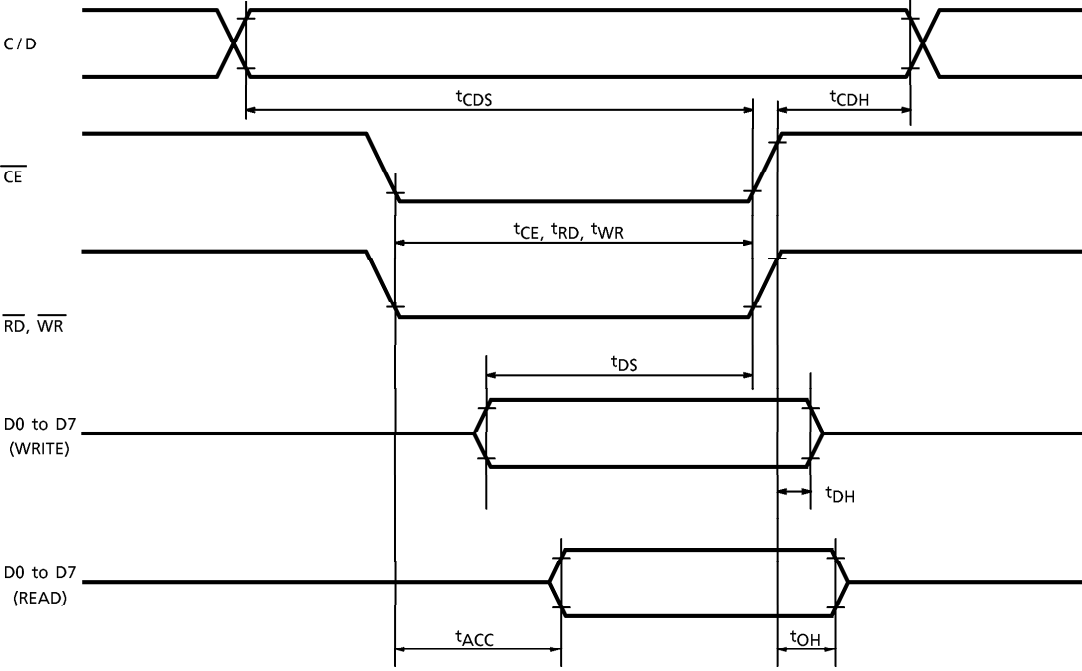 C/D
tCDS
tCDH
CE
tCE, tRD, tWR
RD, WR
tDS
D0 to D7
(WRITE)
tDH
D0 to D7
(READ)
tACC
tOH